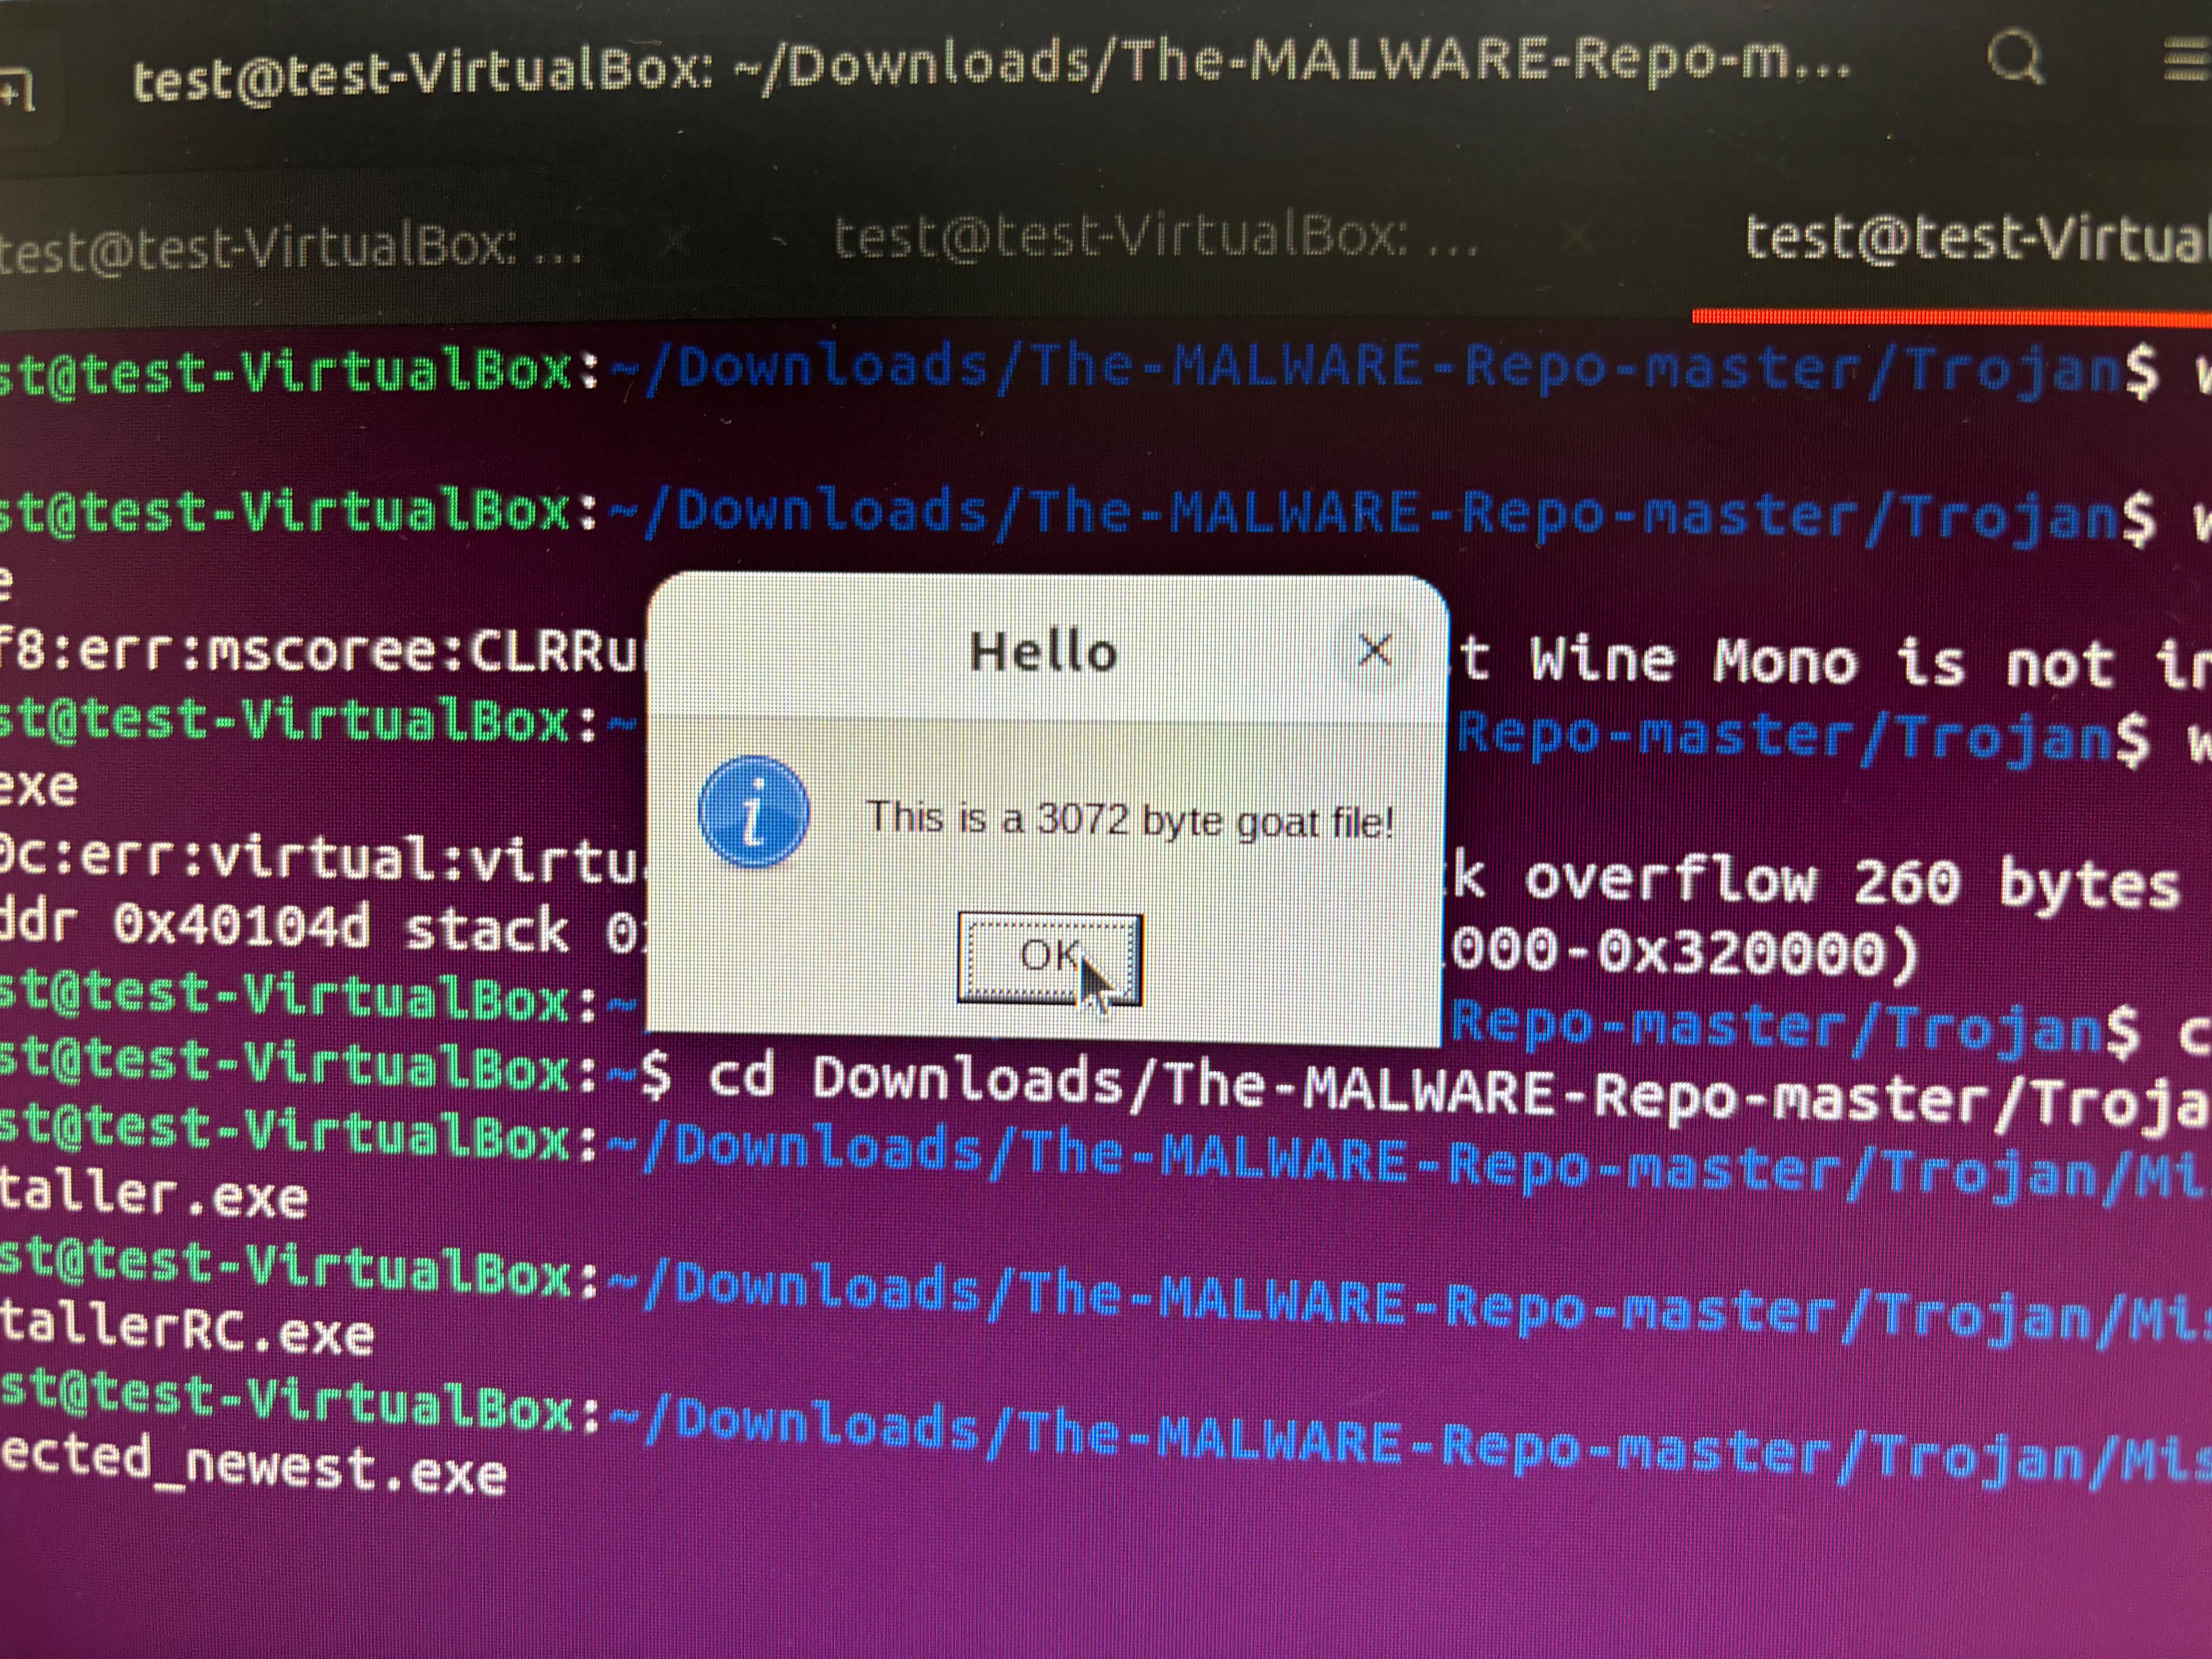 test@test-VirtualBox: ~/Downloads/The-MALWARE-Repo-m...
test@test-VirtualBox: ...
test@test-VirtualBox: ...
test@test-Virtual
st@test-VirtualBox:~/Downloads/The-MALWARE-Repo-master/Trojan$ w
st@test-VirtualBox:~/Downloads/The-MALWARE-Repo-master/Trojan$ w
e
f8:err:mscoree:CLRRu t Wine Mono is not in
st@test-VirtualBox:~ Repo-master/Trojan$ w
exe
0c:err:virtual:virtu k overflow 260 bytes
ddr 0x40104d stack 0 000-0x320000)
st@test-VirtualBox:~ Repo-master/Trojan$ c
st@test-VirtualBox:~$ cd Downloads/The-MALWARE-Repo-master/Troja
st@test-VirtualBox:~/Downloads/The-MALWARE-Repo-master/Trojan/Mi
taller.exe
st@test-VirtualBox:~/Downloads/The-MALWARE-Repo-master/Trojan/Mis
tallerRC.exe
st@test-VirtualBox:~/Downloads/The-MALWARE-Repo-master/Trojan/Mis
ected_newest.exe
Hello
This is a 3072 byte goat file!
OK